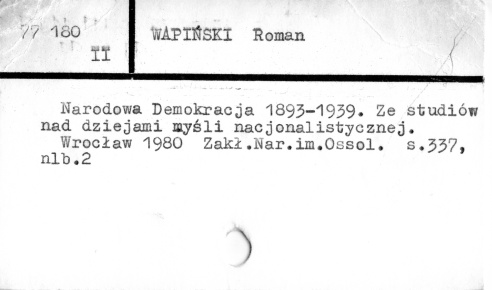 77 180 WAPIŃSKI Roman
II
Narodowa Demokracja 1893-1939. Ze studiów
nad dziejami myśli nacjonalistycznej.
Wrocław 1980 Zakł.Nar.im.Ossol. s.337,
nlb.2